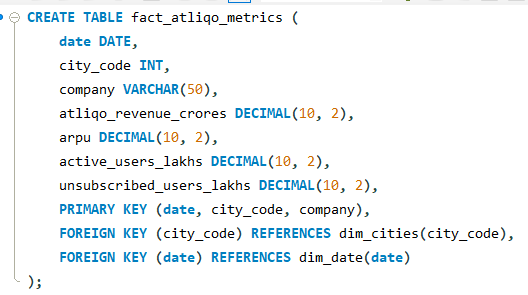 CREATE TABLE fact_atliqo_metrics (
    date DATE,
    city_code INT,
    company VARCHAR(50),
    atliqo_revenue_crores DECIMAL(10, 2),
    arpu DECIMAL(10, 2),
    active_users_lakhs DECIMAL(10, 2),
    unsubscribed_users_lakhs DECIMAL(10, 2),
    PRIMARY KEY (date, city_code, company),
    FOREIGN KEY (city_code) REFERENCES dim_cities(city_code),
    FOREIGN KEY (date) REFERENCES dim_date(date)
);